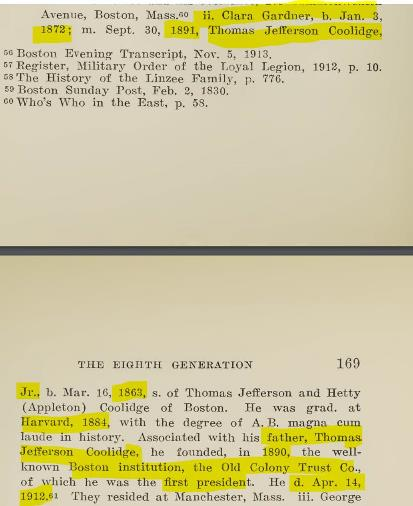 Avenue, Boston, Mass.⁶⁰ ii. Clara Gardner, b. Jan. 3,
1872; m. Sept. 30, 1891, Thomas Jefferson Coolidge,
⁵⁶ Boston Evening Transcript, Nov. 5, 1913.
⁵⁷ Register, Military Order of the Loyal Legion, 1912, p. 10.
⁵⁸ The History of the Linzee Family, p. 776.
⁵⁹ Boston Sunday Post, Feb. 2, 1830.
⁶⁰ Who's Who in the East, p. 58.
THE EIGHTH GENERATION 169
Jr., b. Mar. 16, 1863, s. of Thomas Jefferson and Hetty
(Appleton) Coolidge of Boston. He was grad. at
Harvard, 1884, with the degree of A. B. magna cum
laude in history. Associated with his father, Thomas
Jefferson Coolidge, he founded, in 1890, the well-
known Boston institution, the Old Colony Trust Co.,
of which he was the first president. He d. Apr. 14,
1912.⁶¹ They resided at Manchester, Mass. iii. George